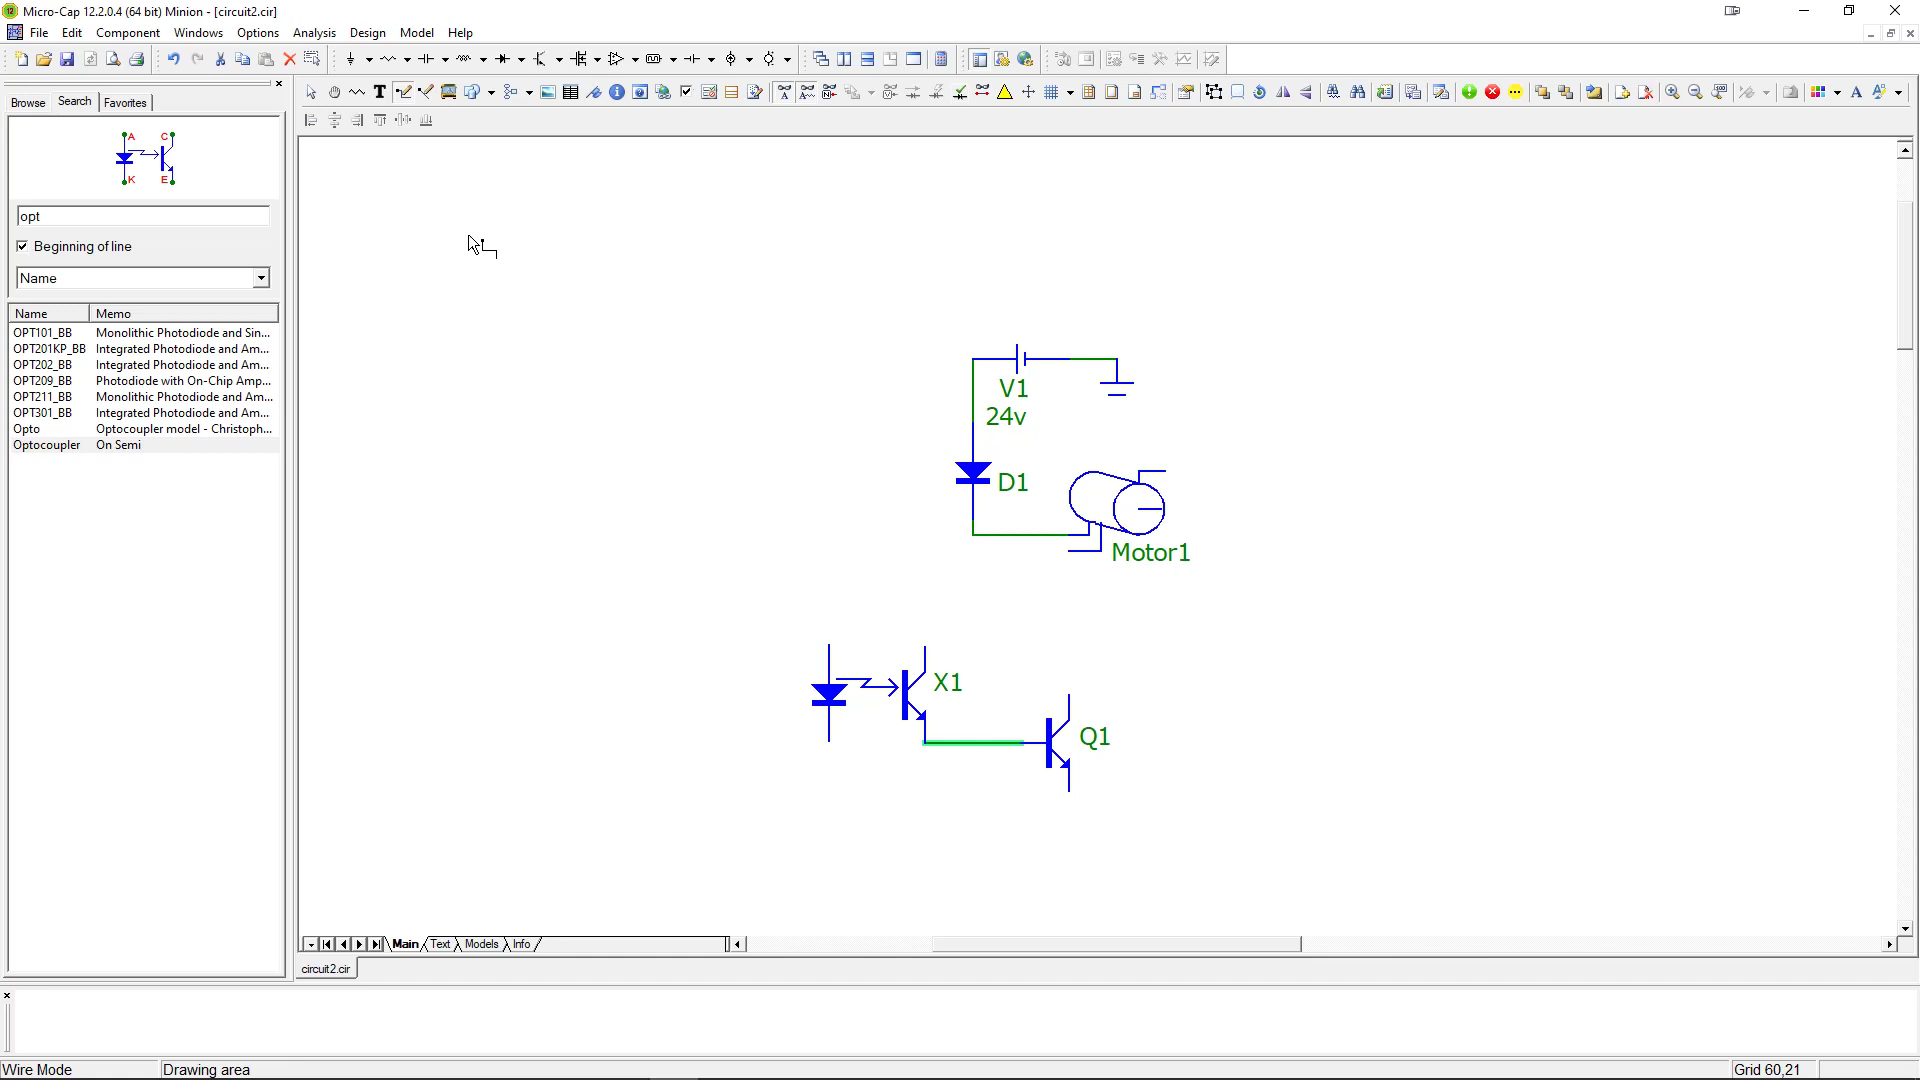 Micro-Cap 12.2.0.4 (64 bit) Minion - [circuit2.cir]
File Edit Component Windows Options Analysis Design Model Help
Browse Search Favorites
A C
K E
opt
Beginning of line
Name
Name Memo
OPT101_BB Monolithic Photodiode and Sin...
OPT201KP_BB Integrated Photodiode and Am...
OPT202_BB Integrated Photodiode and Am...
OPT209_BB Photodiode with On-Chip Amp...
OPT211_BB Monolithic Photodiode and Am...
OPT301_BB Integrated Photodiode and Am...
Opto Optocoupler model - Christoph...
Optocoupler On Semi
V1
24v
D1
Motor1
X1
Q1
Main Text Models Info
circuit2.cir
Wire Mode Drawing area Grid 60,21